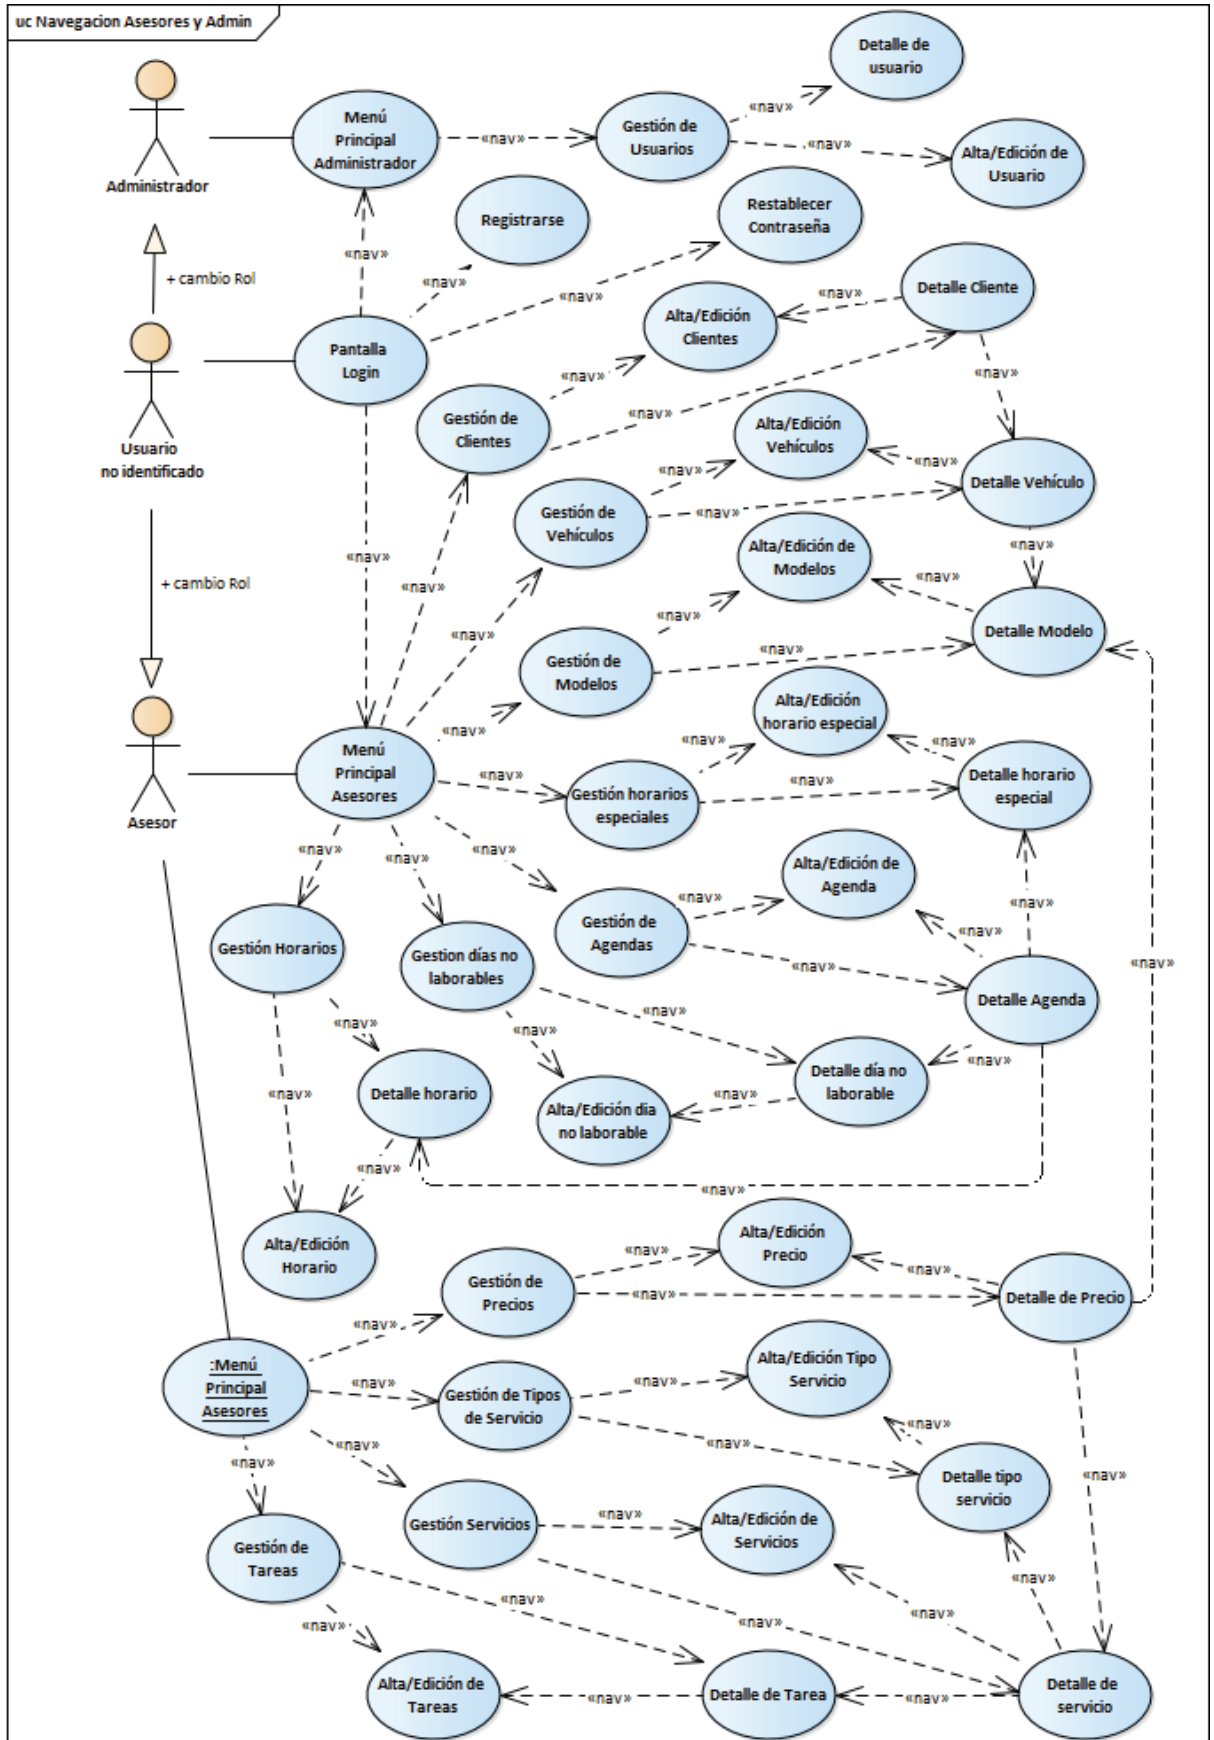 uc Navegacion Asesores y Admin
Detalle de
usuario
Menú
Principal
Administrador
«nav»
Gestión de
Usuarios
«nav»
«nav»
Alta/Edición de
Usuario
Administrador
Registrarse
Restablecer
Contraseña
«nav»
+ cambio Rol
«nav»
«nav»
«nav»
Detalle Cliente
Alta/Edición
Clientes
Pantalla
Login
«nav»
Usuario
no identificado
Gestión de
Clientes
«nav»
Alta/Edición
Vehículos
«nav»
«nav»
Detalle Vehículo
Gestión de
Vehículos
«nav»
«nav»
Alta/Edición de
Modelos
«nav»
«nav»
«nav»
+ cambio Rol
«nav»
«nav»
Detalle Modelo
«nav»
Gestión de
Modelos
«nav»
Alta/Edición
horario especial
«nav»
«nav»
«nav»
Menú
Principal
Asesores
«nav»
Gestión horarios
especiales
«nav»
Detalle horario
especial
Asesor
«nav»
«nav»
«nav»
Alta/Edición de
Agenda
«nav»
«nav»
Gestión de
Agendas
«nav»
Gestión Horarios
Gestion días no
laborables
«nav»
«nav»
Detalle Agenda
«nav»
«nav»
«nav»
«nav»
Detalle día no
laborable
«nav»
Detalle horario
Alta/Edición dia
no laborable
«nav»
«nav»
«nav»
Alta/Edición
Horario
Alta/Edición
Precio
«nav»
Gestión de
Precios
«nav»
«nav»
Detalle de Precio
«nav»
:Menú
Principal
Asesores
«nav»
Gestión de Tipos
de Servicio
«nav»
Alta/Edición Tipo
Servicio
«nav»
«nav»
«nav»
«nav»
Detalle tipo
servicio
«nav»
Gestión Servicios
«nav»
Alta/Edición de
Servicios
Gestión de
Tareas
«nav»
«nav»
«nav»
«nav»
«nav»
Alta/Edición de
Tareas
«nav»
Detalle de Tarea
«nav»
Detalle de
servicio